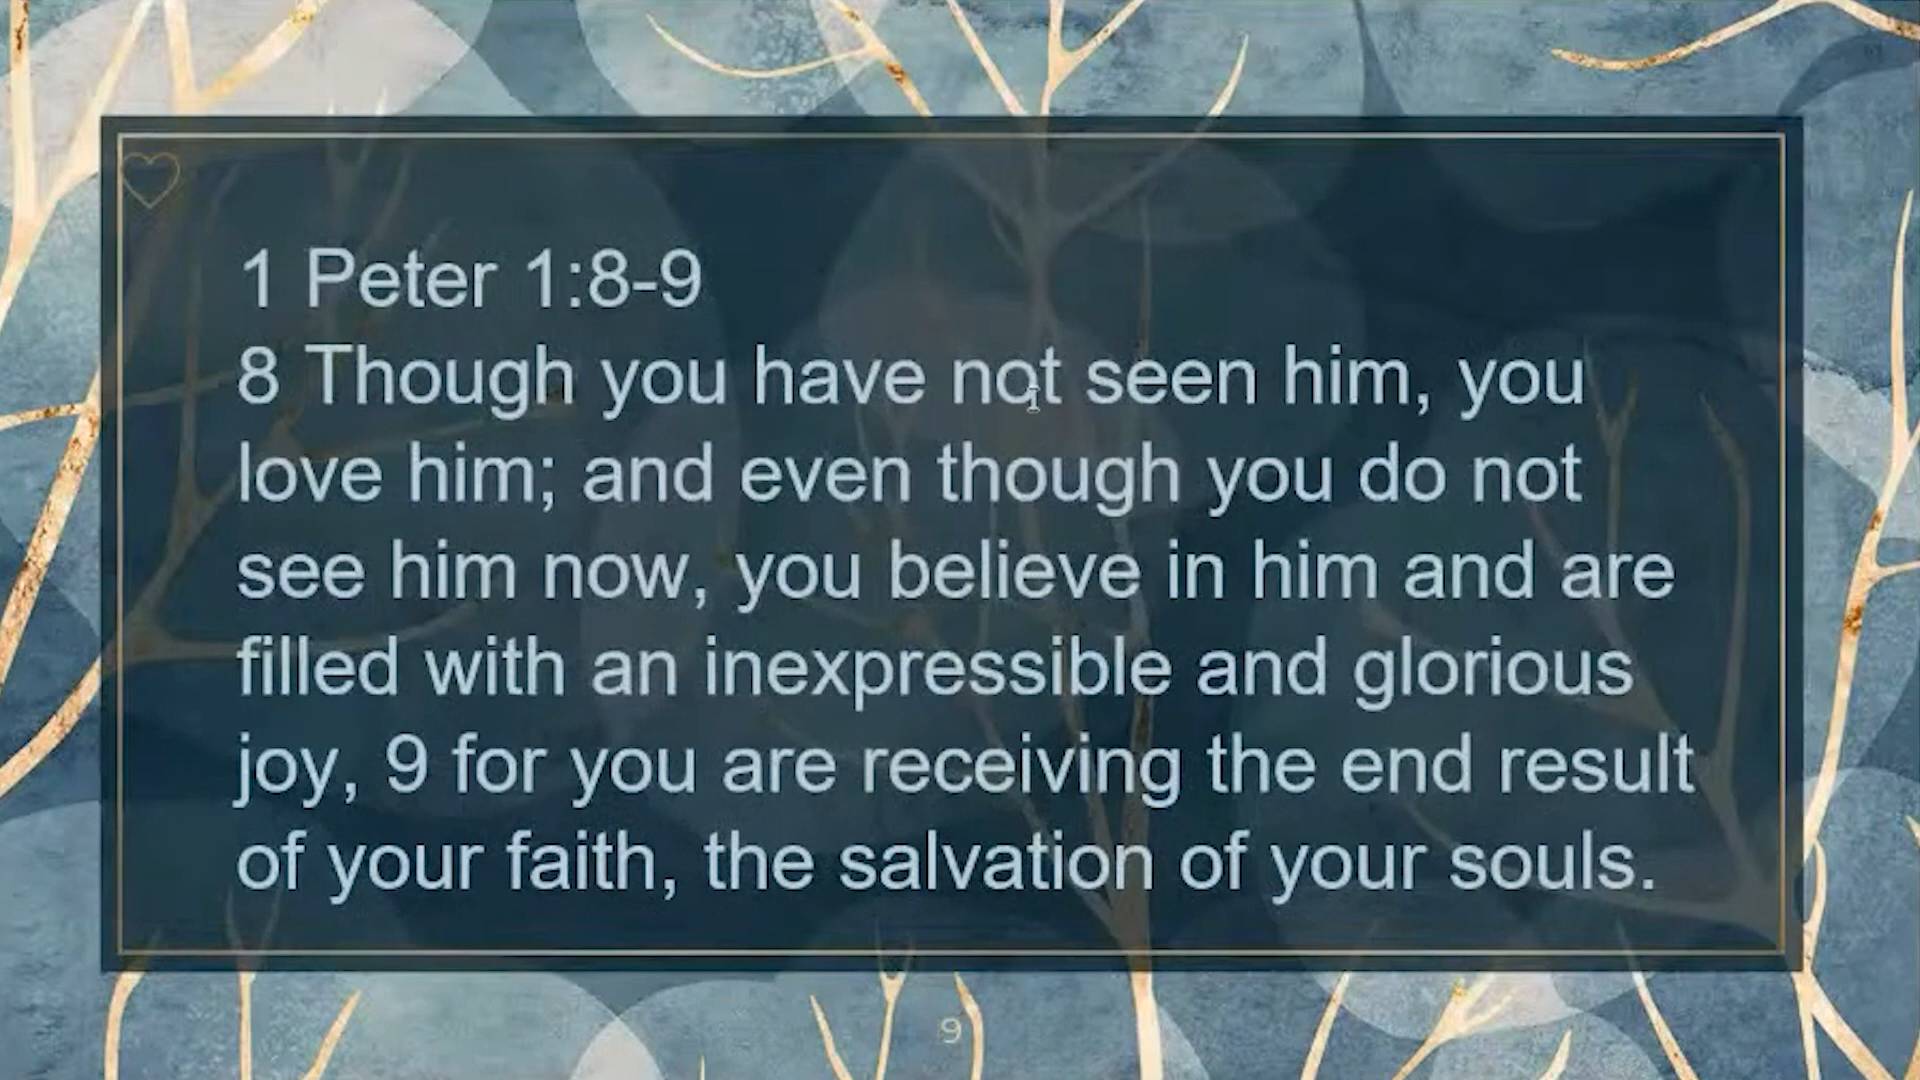 1 Peter 1:8-9
8 Though you have not seen him, you
love him; and even though you do not
see him now, you believe in him and are
filled with an inexpressible and glorious
joy, 9 for you are receiving the end result
of your faith, the salvation of your souls.
9